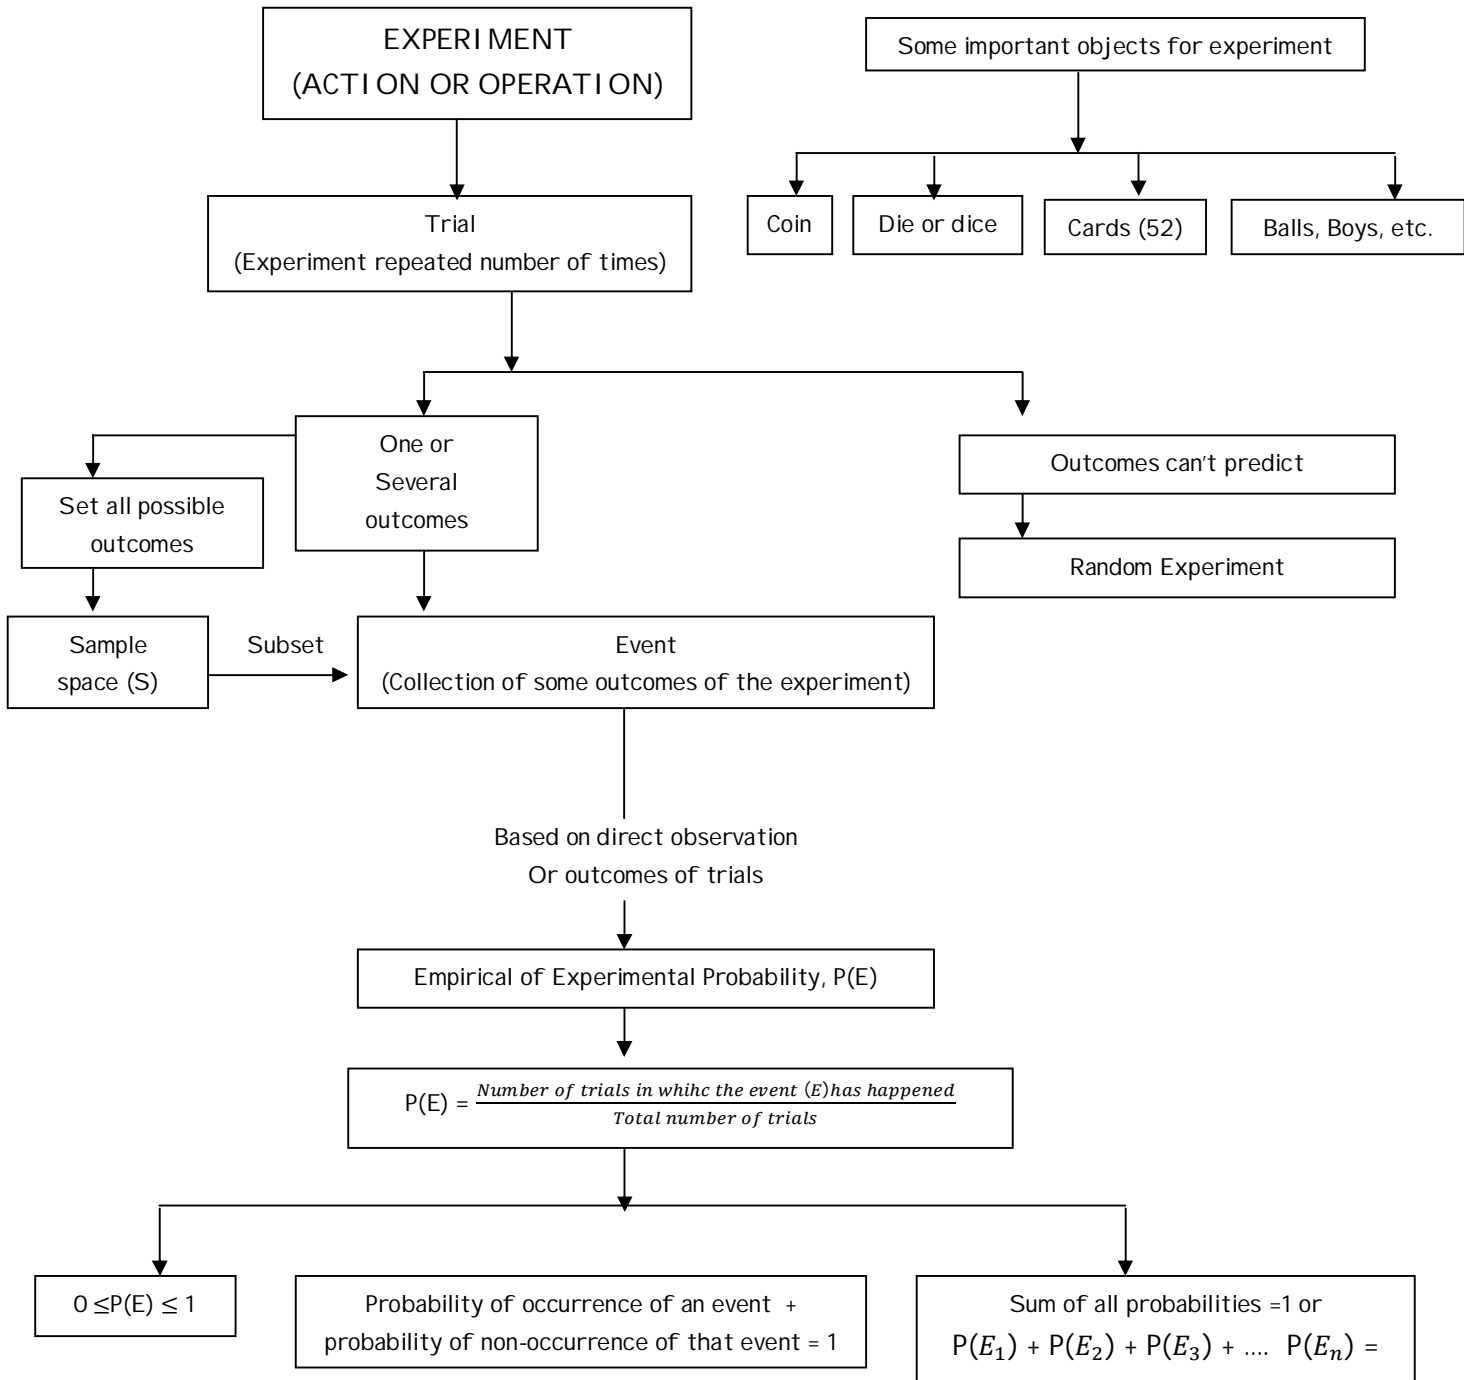 EXPERIMENT
(ACTION OR OPERATION)
Some important objects for experiment
Trial
(Experiment repeated number of times)
Coin
Die or dice
Cards (52)
Balls, Boys, etc.
One or
Several
outcomes
Outcomes can't predict
Set all possible
outcomes
Random Experiment
Sample
space (S)
Subset
Event
(Collection of some outcomes of the experiment)
Based on direct observation
Or outcomes of trials
Empirical of Experimental Probability, P(E)
P(E) = Number of trials in whihc the event (E)has happened
Total number of trials
0 ≤P(E) ≤ 1
Probability of occurrence of an event +
probability of non-occurrence of that event = 1
Sum of all probabilities =1 or
P(E₁) + P(E₂) + P(E₃) + .... P(Eₙ) =